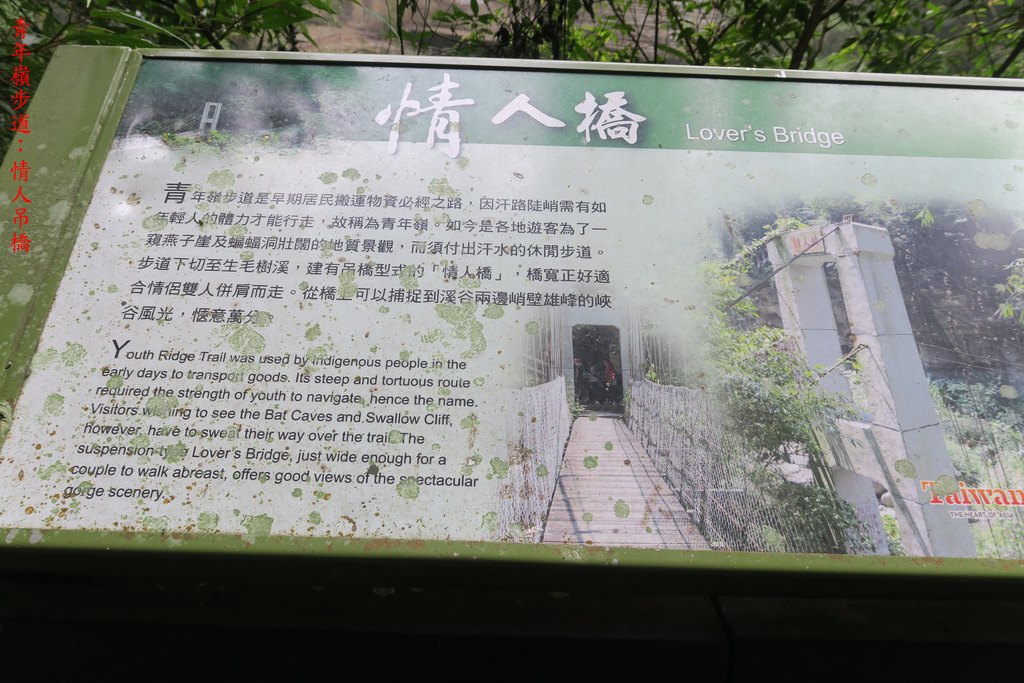 青年嶺步道：情人吊橋
情人橋 Lover's Bridge
青年嶺步道是早期居民搬運物資必經之路，因汗路陡峭需有如
年輕人的體力才能行走，故稱為青年嶺。如今是各地遊客為了一
窺燕子崖及蝙蝠洞壯闊的地質景觀，而須付出汗水的休閒步道。
步道下切至生毛樹溪，建有吊橋型式的「情人橋」，橋寬正好適
合情侶雙人併肩而走。從橋上可以捕捉到溪谷兩邊峭壁雄峰的峽
谷風光，愜意萬分。
Youth Ridge Trail was used by indigenous people in the
early days to transport goods. Its steep and tortuous route
required the strength of youth to navigate, hence the name.
Visitors wishing to see the Bat Caves and Swallow Cliff,
however, have to sweat their way over the trail. The
suspension-type Lover's Bridge, just wide enough for a
couple to walk abreast, offers good views of the spectacular
gorge scenery.
Taiwan
THE HEART OF ASIA